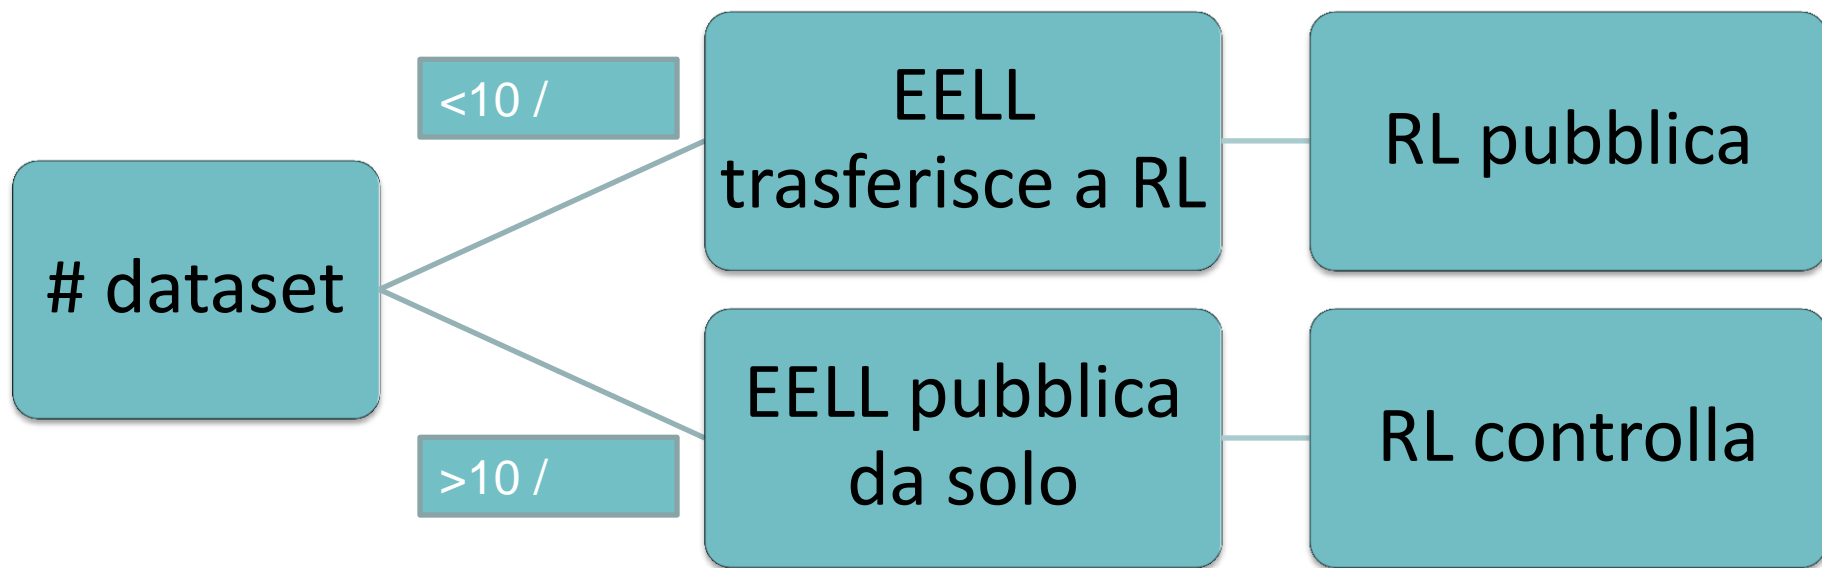 # dataset
<10 /
EELL
trasferisce a RL
RL pubblica
>10 /
EELL pubblica
da solo
RL controlla